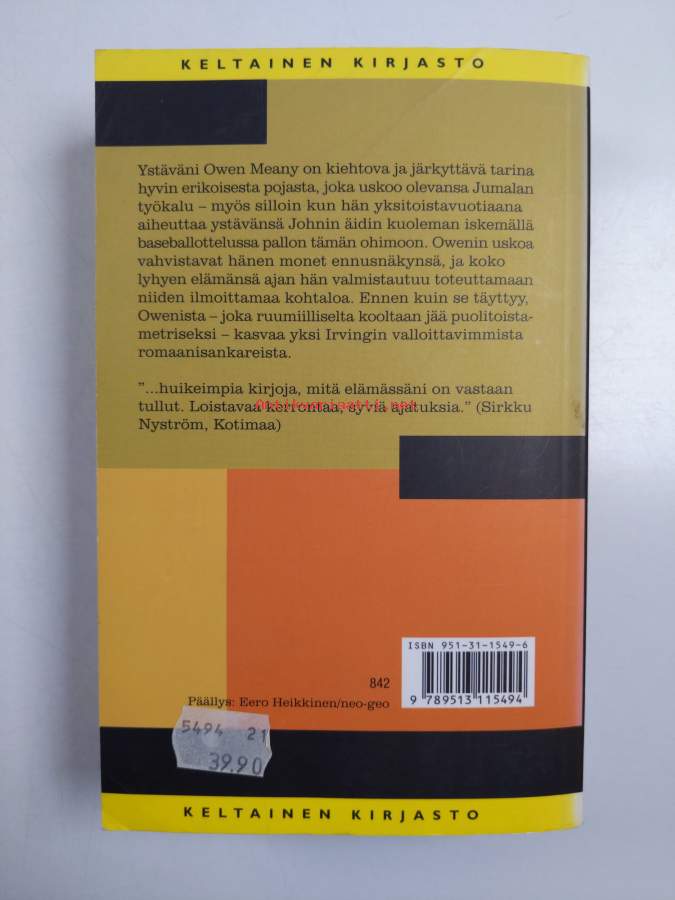 KELTAINEN KIRJASTO
Ystäväni Owen Meany on kiehtova ja järkyttävä tarina
hyvin erikoisesta pojasta, joka uskoo olevansa Jumalan
työkalu – myös silloin kun hän yksitoistavuotiaana
aiheuttaa ystävänsä Johnin äidin kuoleman iskemällä
baseballottelussa pallon tämän ohimoon. Owenin uskoa
vahvistavat hänen monet ennusnäkynsä, ja koko
lyhyen elämänsä ajan hän valmistautuu toteuttamaan
niiden ilmoittamaa kohtaloa. Ennen kuin se täyttyy,
Owenista – joka ruumiilliselta kooltaan jää puolitoista-
metriseksi – kasvaa yksi Irvingin valloittavimmista
romaanisankareista.
"...huikeimpia kirjoja, mitä elämässäni on vastaan
tullut. Loistavaa kerrontaa, syviä ajatuksia." (Sirkku
Antikvariaatti.net
Nyström, Kotimaa)
ISBN 951-31-1549-6
842
Päällys: Eero Heikkinen/neo-geo
9 789513 115494
5494 21
39.90
KELTAINEN KIRJASTO